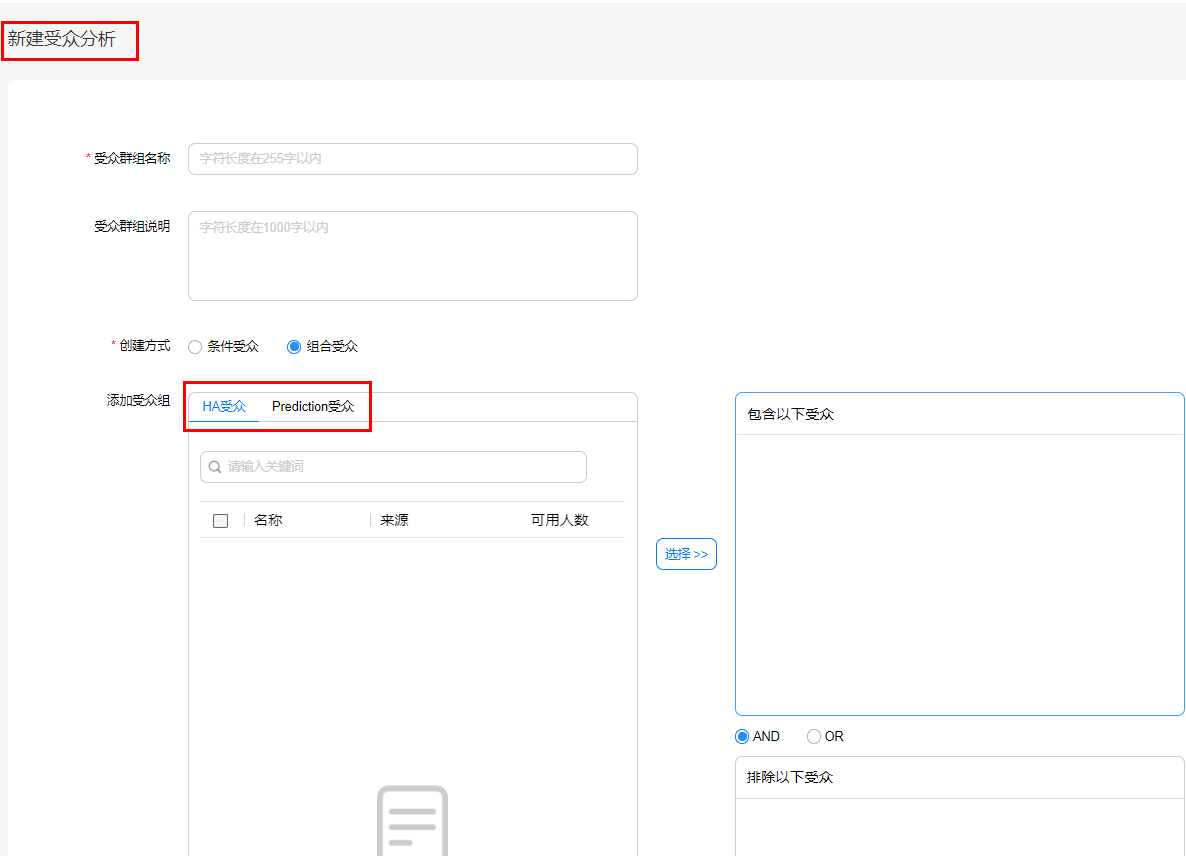 新建受众分析
* 受众群组名称
字符长度在255字以内
受众群组说明
字符长度在1000字以内
* 创建方式
条件受众
组合受众
添加受众组
HA受众
Prediction受众
请输入关键词
名称
来源
可用人数
选择 >>
包含以下受众
AND
OR
排除以下受众